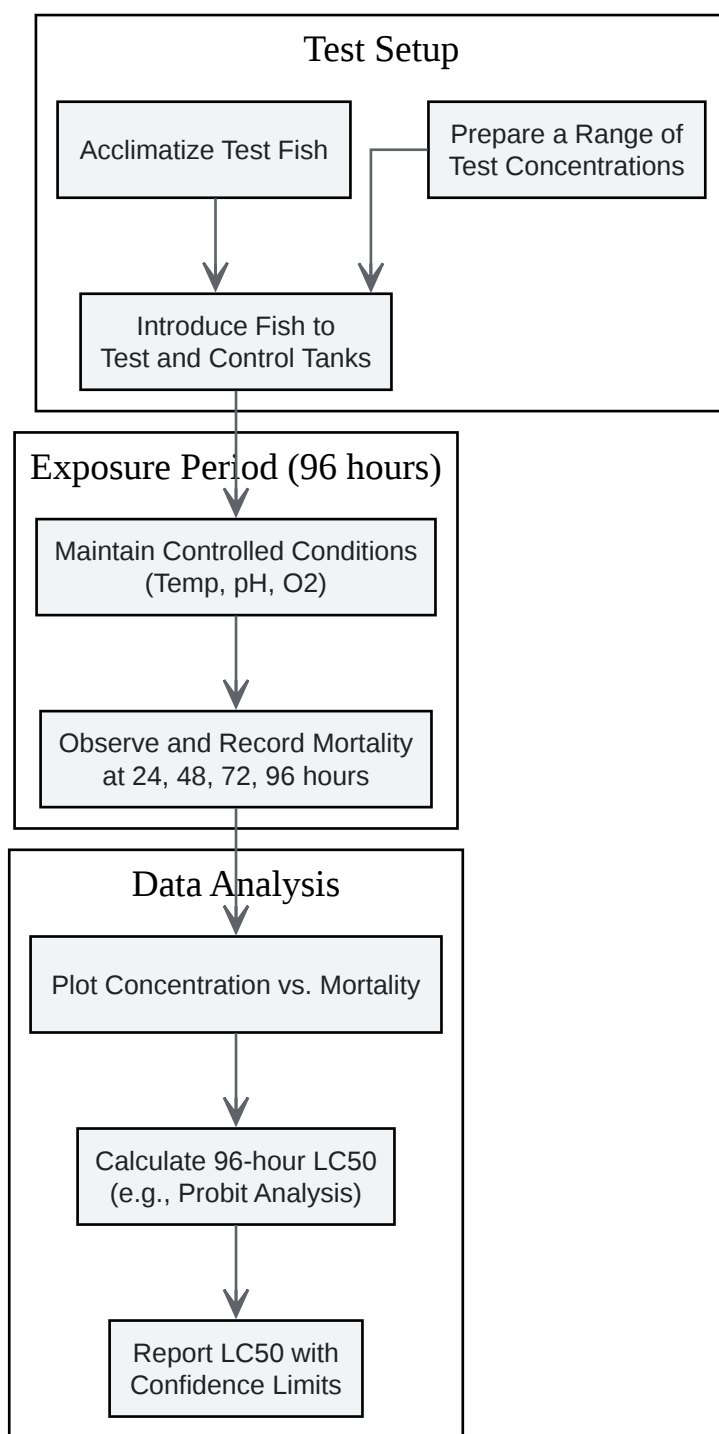 Test Setup
Acclimatize Test Fish
Prepare a Range of
Test Concentrations
Introduce Fish to
Test and Control Tanks
Exposure Period (96 hours)
Maintain Controlled Conditions
(Temp, pH, O2)
Observe and Record Mortality
at 24, 48, 72, 96 hours
Data Analysis
Plot Concentration vs. Mortality
Calculate 96-hour LC50
(e.g., Probit Analysis)
Report LC50 with
Confidence Limits